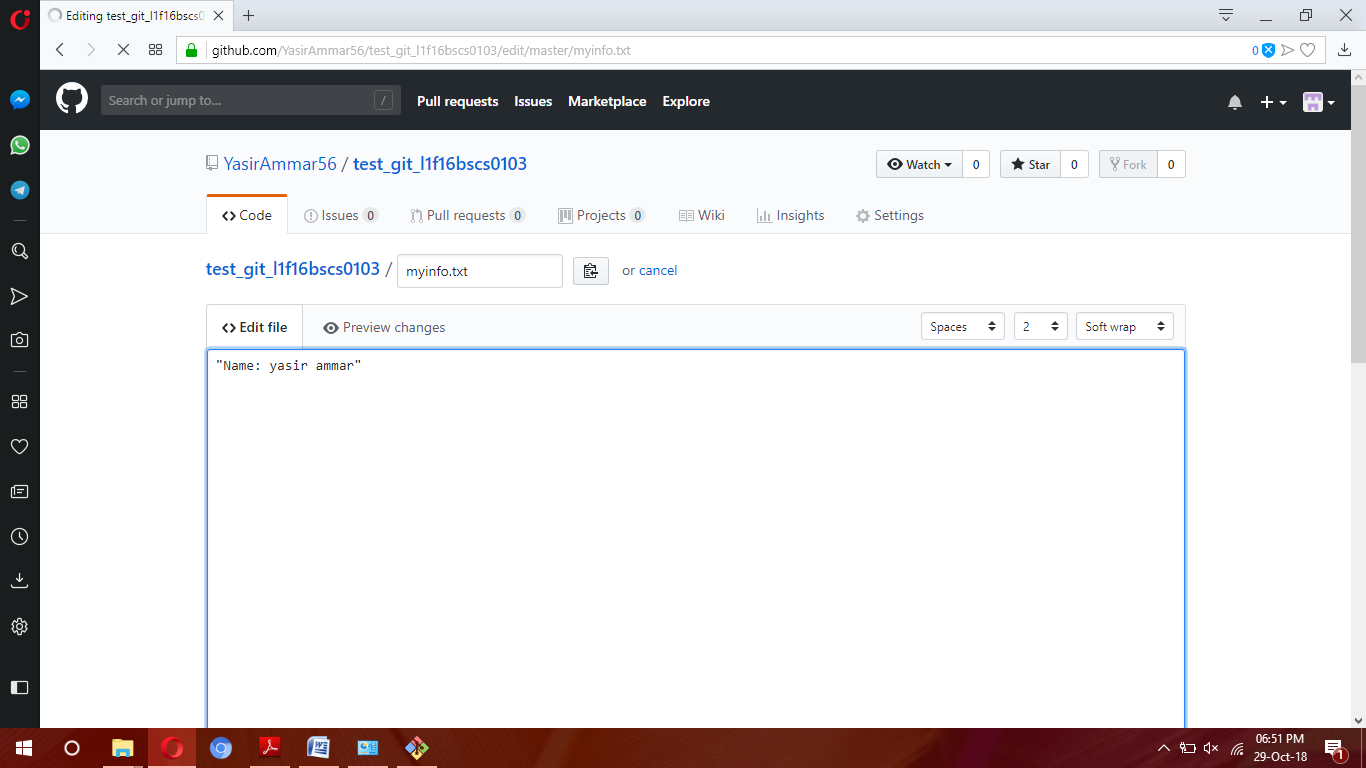 Editing test_git_l1f16bscs0
github.com/YasirAmmar56/test_git_l1f16bscs0103/edit/master/myinfo.txt
0
Search or jump to...
/
Pull requests
Issues
Marketplace
Explore
YasirAmmar56 / test_git_l1f16bscs0103
Watch
0
Star
0
Fork
0
Code
Issues 0
Pull requests 0
Projects 0
Wiki
Insights
Settings
test_git_l1f16bscs0103 / myinfo.txt
or cancel
Edit file
Preview changes
Spaces
2
Soft wrap
"Name: yasir ammar"
06:51 PM
29-Oct-18
1